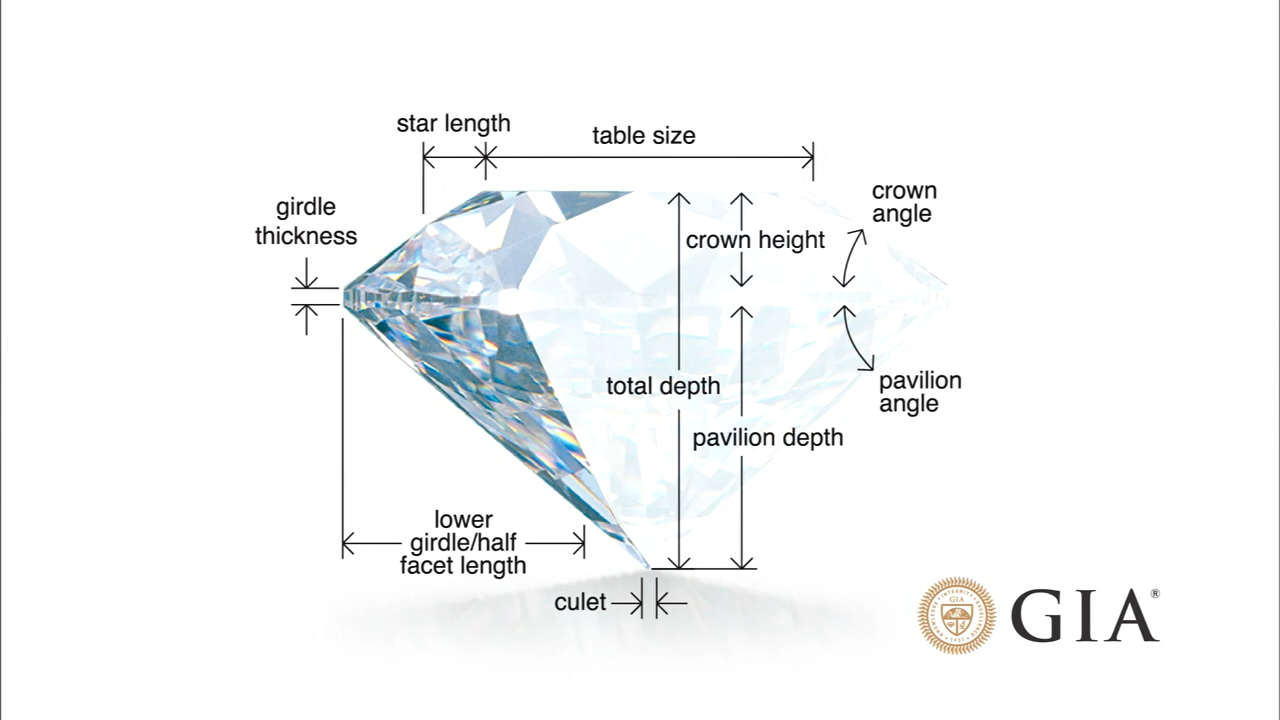 star length
table size
crown
angle
girdle
thickness
crown height
total depth
pavilion
angle
pavilion depth
lower
girdle/half
facet length
culet
GIA
GIA®